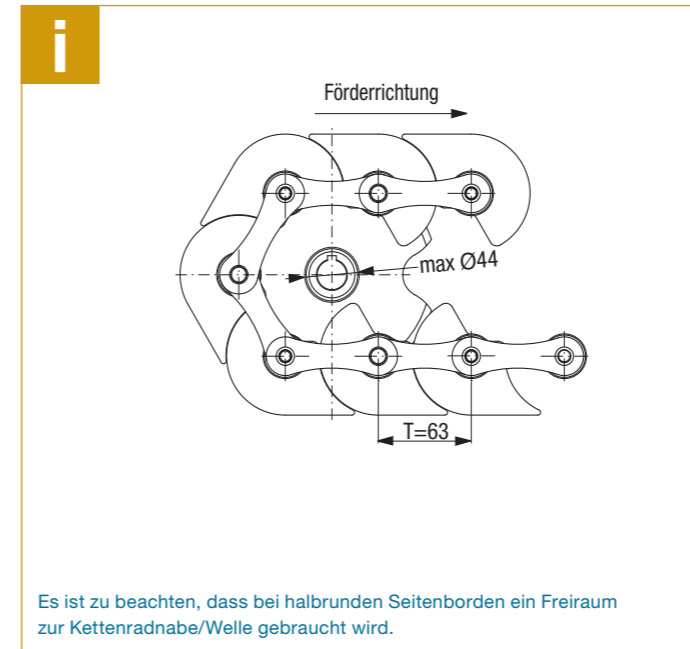 i
Förderrichtung
max Ø44
T=63
Es ist zu beachten, dass bei halbrunden Seitenborden ein Freiraum
zur Kettenradnabe/Welle gebraucht wird.